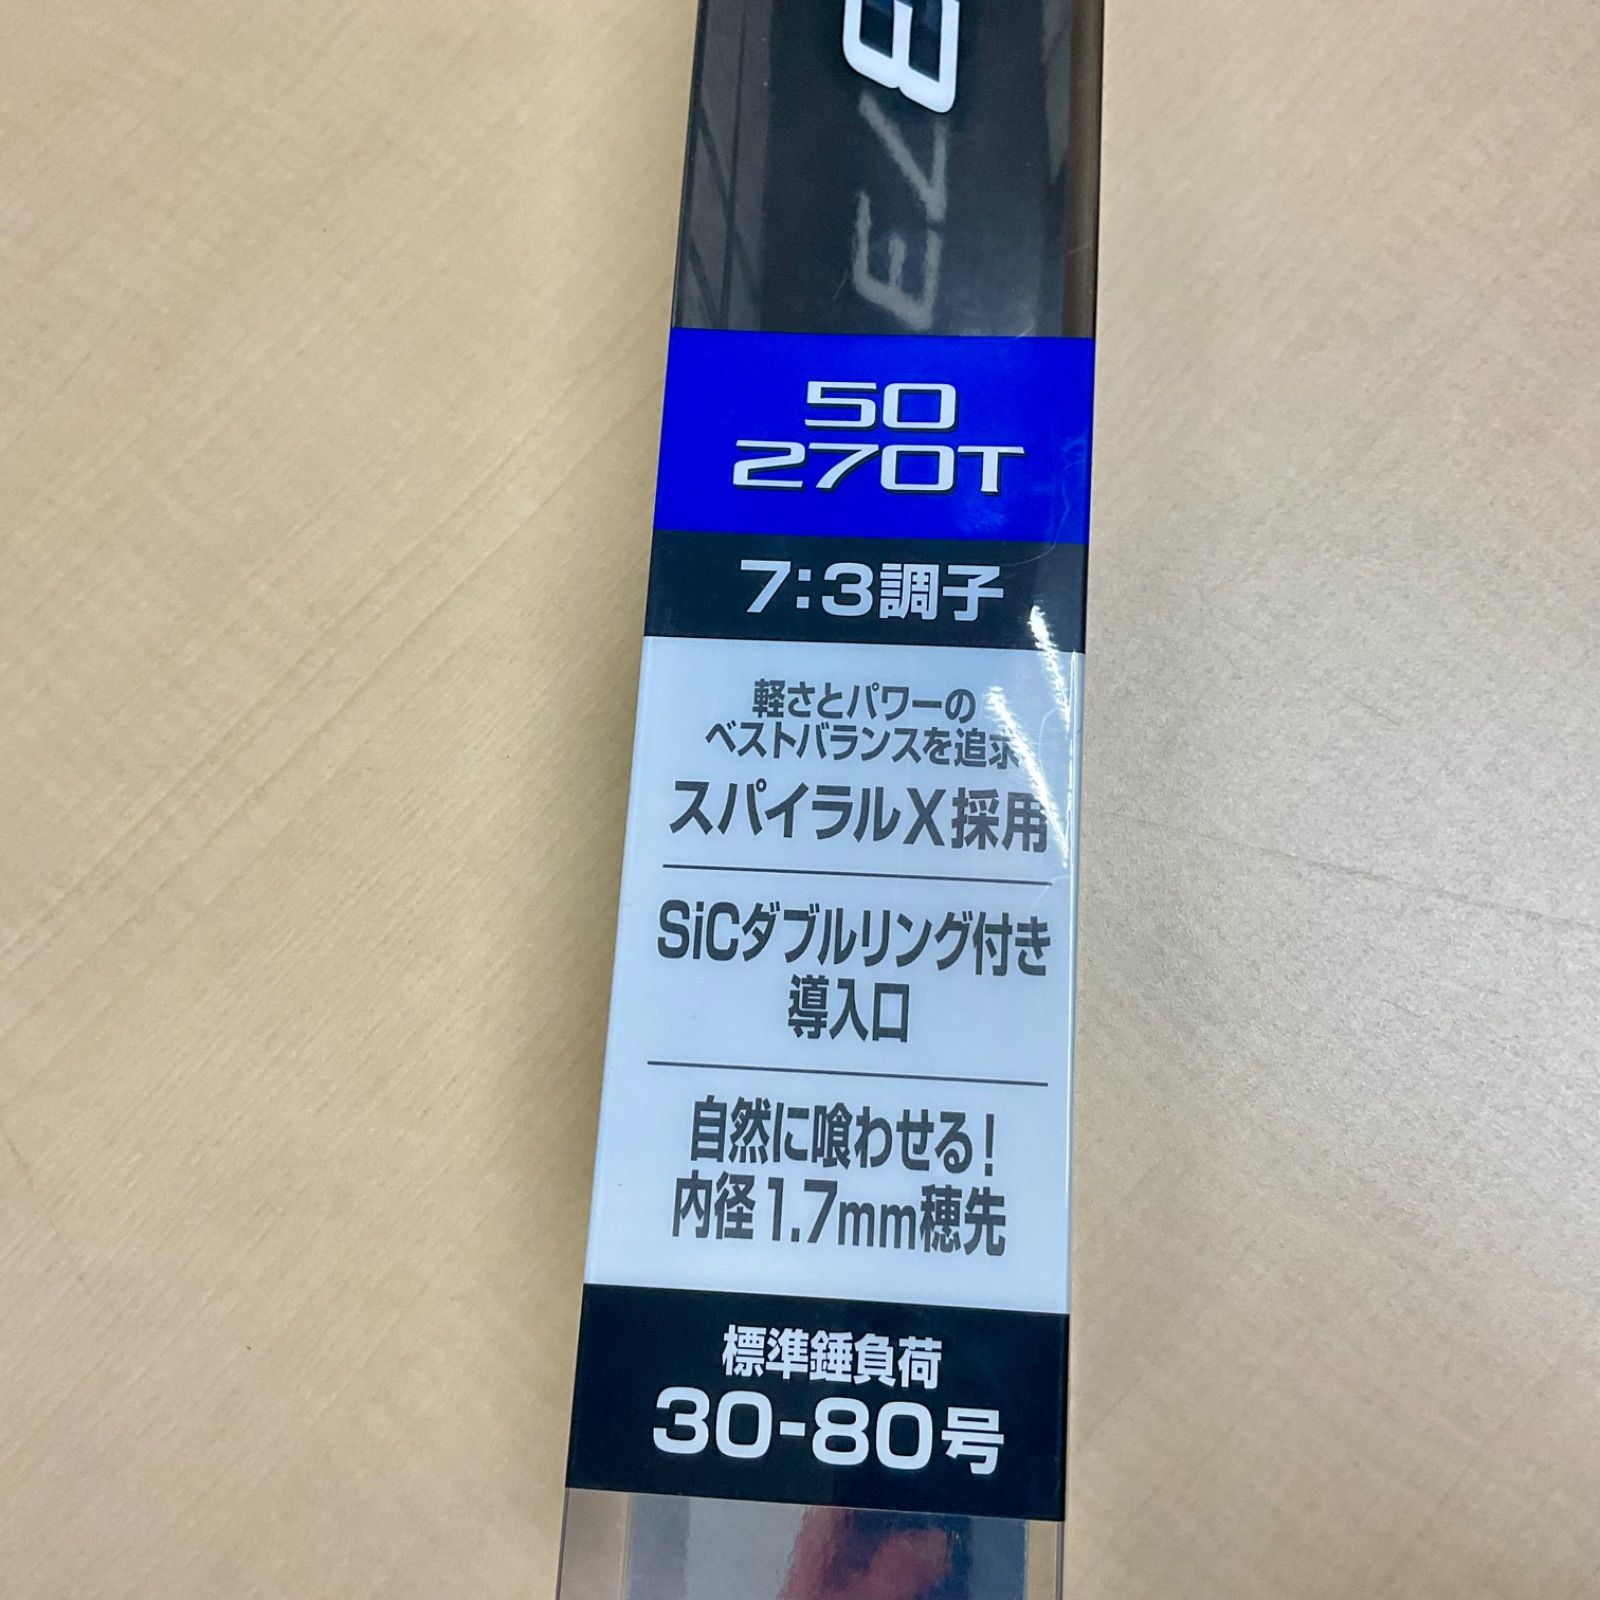 50
270T
7:3調子
軽さとパワーの
ベストバランスを追求
スパイラルX採用
SiCダブルリング付き
導入口
自然に喰わせる!
内径1.7mm穂先
標準錘負荷
30-80号